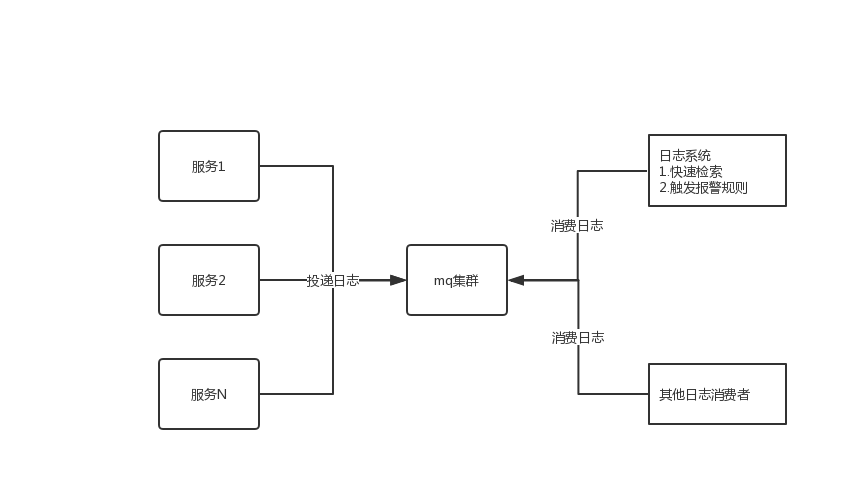 服务1
服务2
服务N
投递日志
mq集群
消费日志
消费日志
日志系统
1.快速检索
2.触发报警规则
其他日志消费者